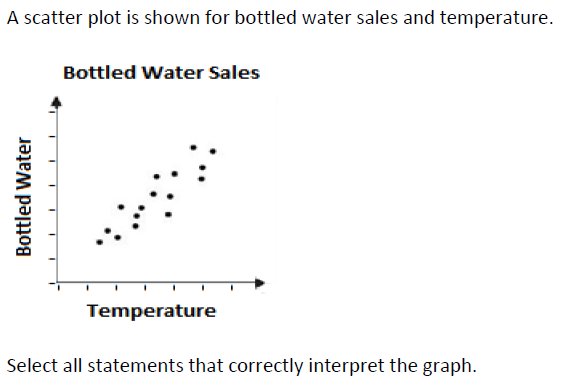 A scatter plot is shown for bottled water sales and temperature.
Bottled Water Sales
Bottled Water
Temperature
Select all statements that correctly interpret the graph.